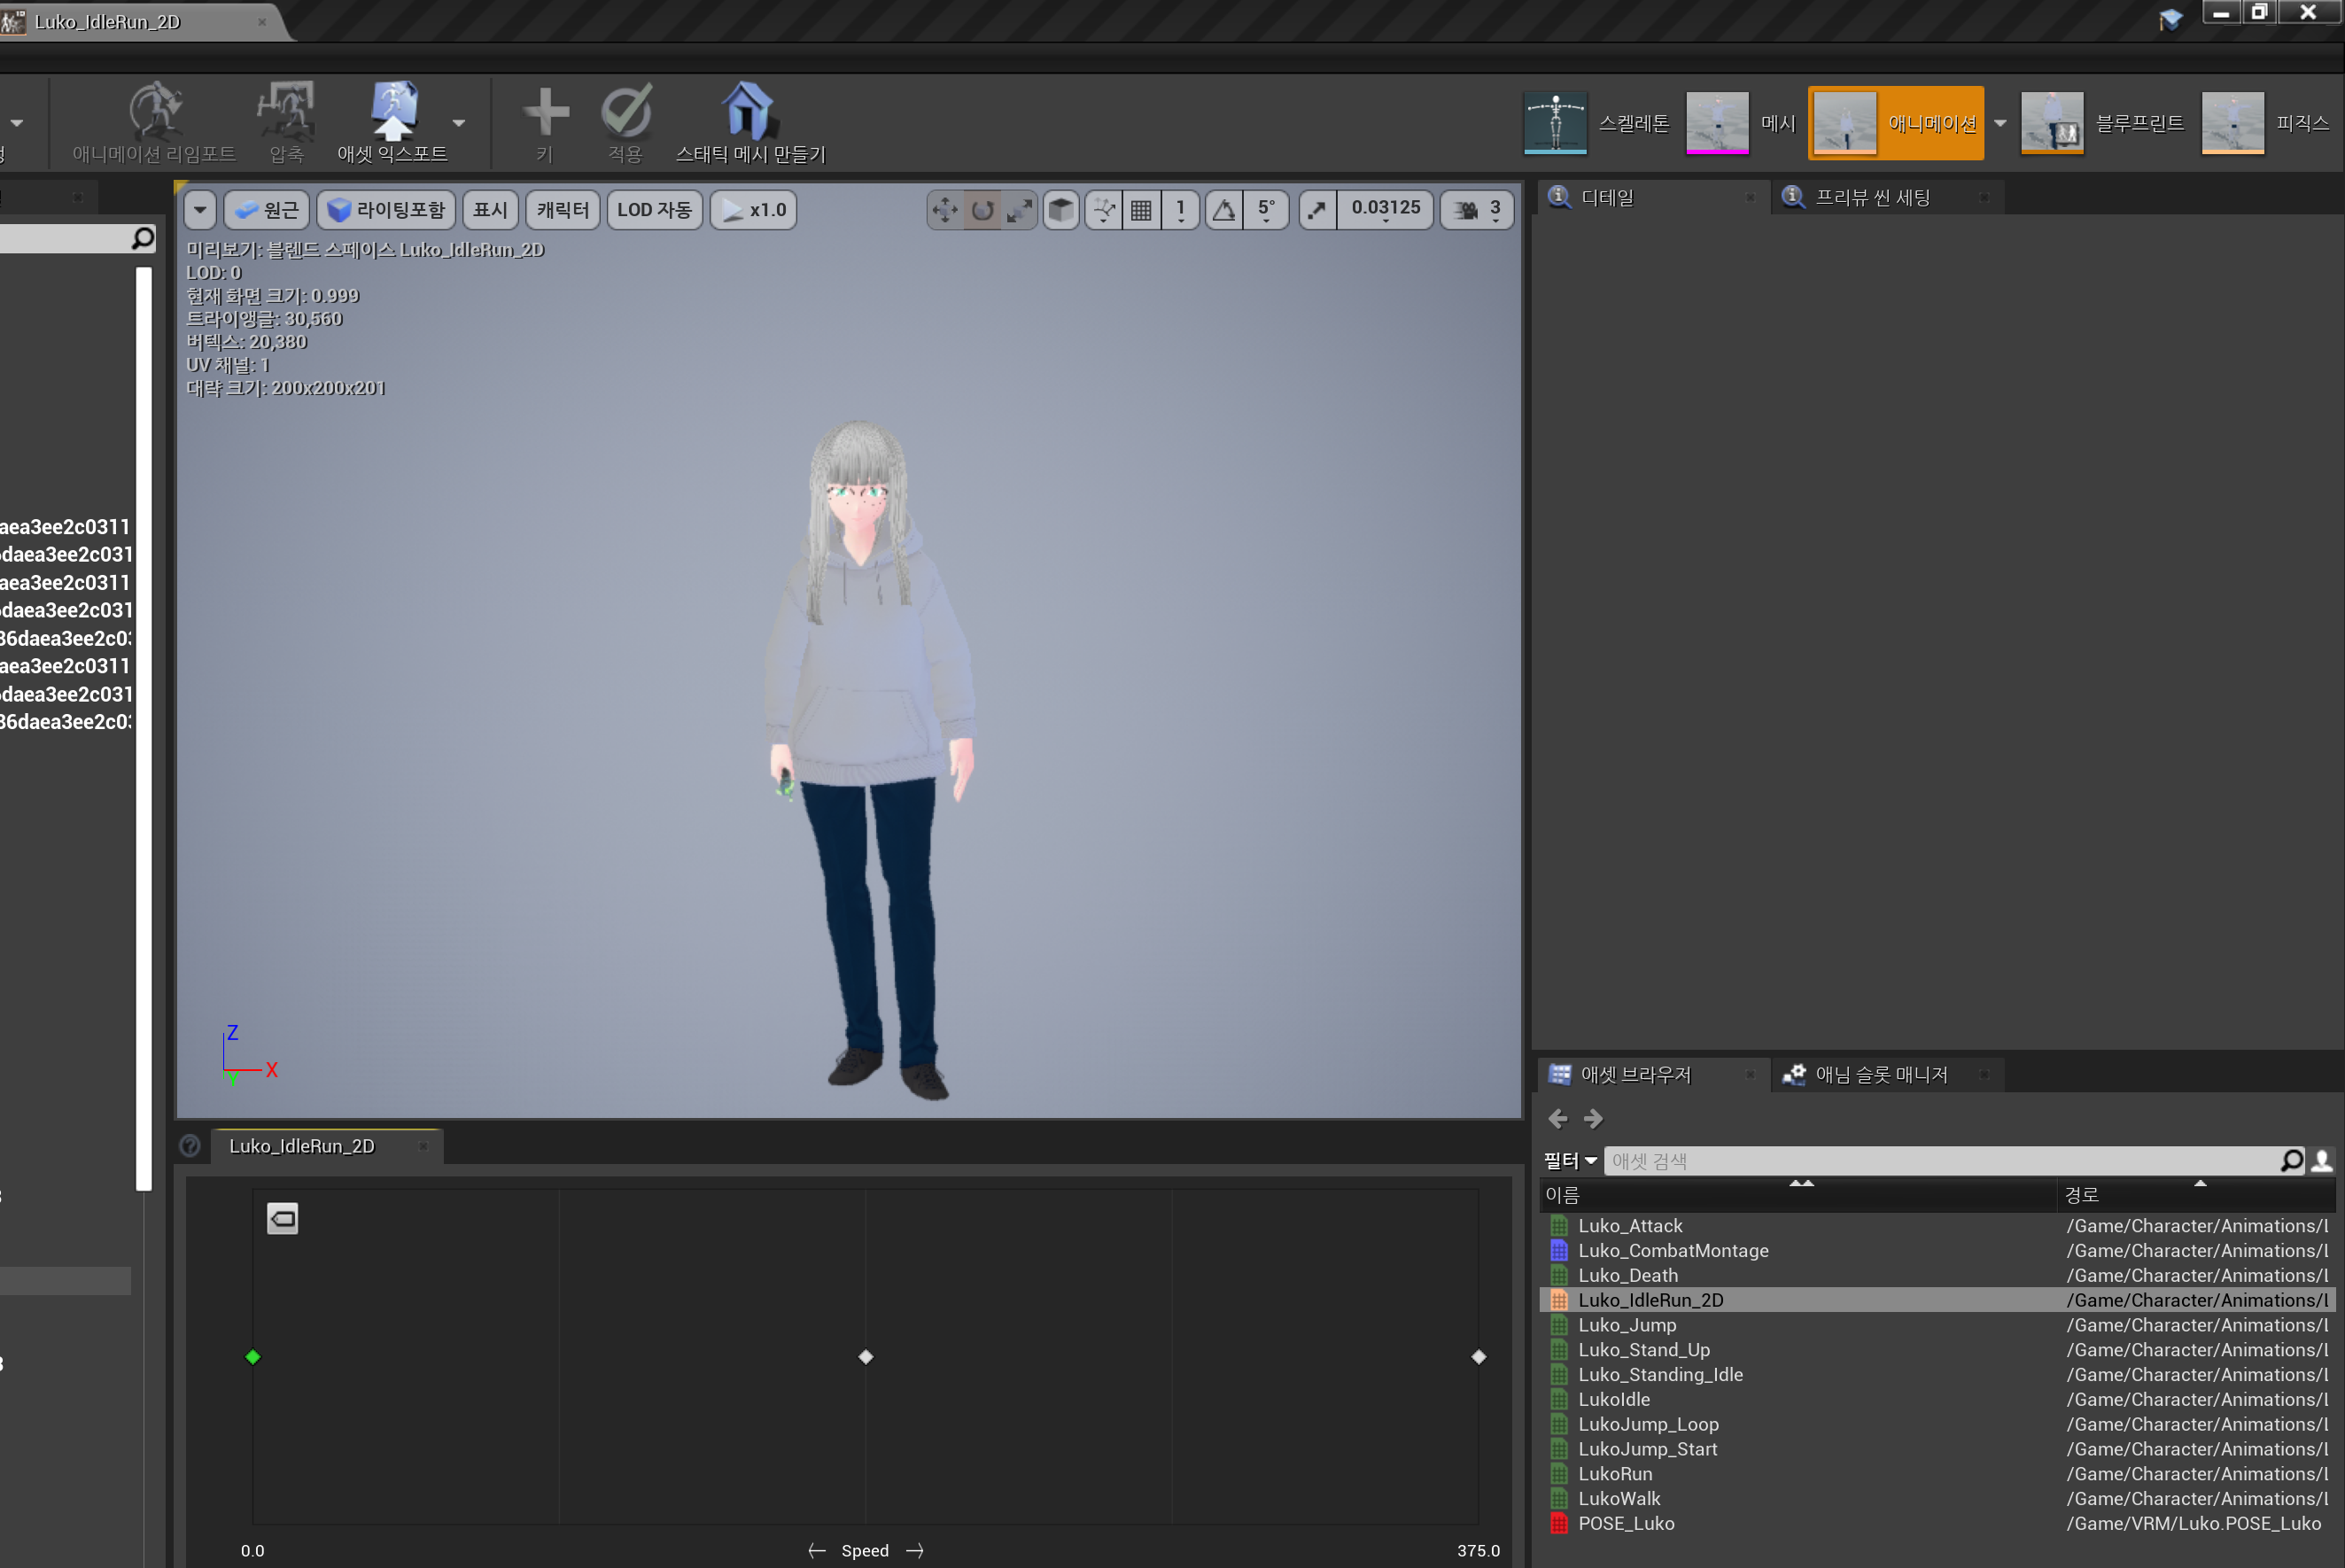 Luko_IdleRun_2D
애니메이션 리임포트
압축
애셋 익스포트
키
적용
스태틱 메시 만들기
스켈레톤
메시
애니메이션
블루프린트
피직스
원근
라이팅포함
표시
캐릭터
LOD 자동
x1.0
1
5°
0.03125
3
디테일
프리뷰 씬 세팅
미리보기: 블렌드 스페이스 Luko_IdleRun_2D
LOD: 0
현재 화면 크기: 0.999
트라이앵글: 30,560
버텍스: 20,380
UV 채널: 1
대략 크기: 200x200x201
aea3ee2c0311
daea3ee2c031
aea3ee2c0311
daea3ee2c031
36daea3ee2c0
aea3ee2c0311
daea3ee2c031
36daea3ee2c0
Z
X
Y
Luko_IdleRun_2D
0.0
Speed
375.0
애셋 브라우저
애님 슬롯 매니저
필터
애셋 검색
이름 경로
Luko_Attack /Game/Character/Animations/L
Luko_CombatMontage /Game/Character/Animations/L
Luko_Death /Game/Character/Animations/L
Luko_IdleRun_2D /Game/Character/Animations/L
Luko_Jump /Game/Character/Animations/L
Luko_Stand_Up /Game/Character/Animations/L
Luko_Standing_Idle /Game/Character/Animations/L
LukoIdle /Game/Character/Animations/L
LukoJump_Loop /Game/Character/Animations/L
LukoJump_Start /Game/Character/Animations/L
LukoRun /Game/Character/Animations/L
LukoWalk /Game/Character/Animations/L
POSE_Luko /Game/VRM/Luko.POSE_Luko